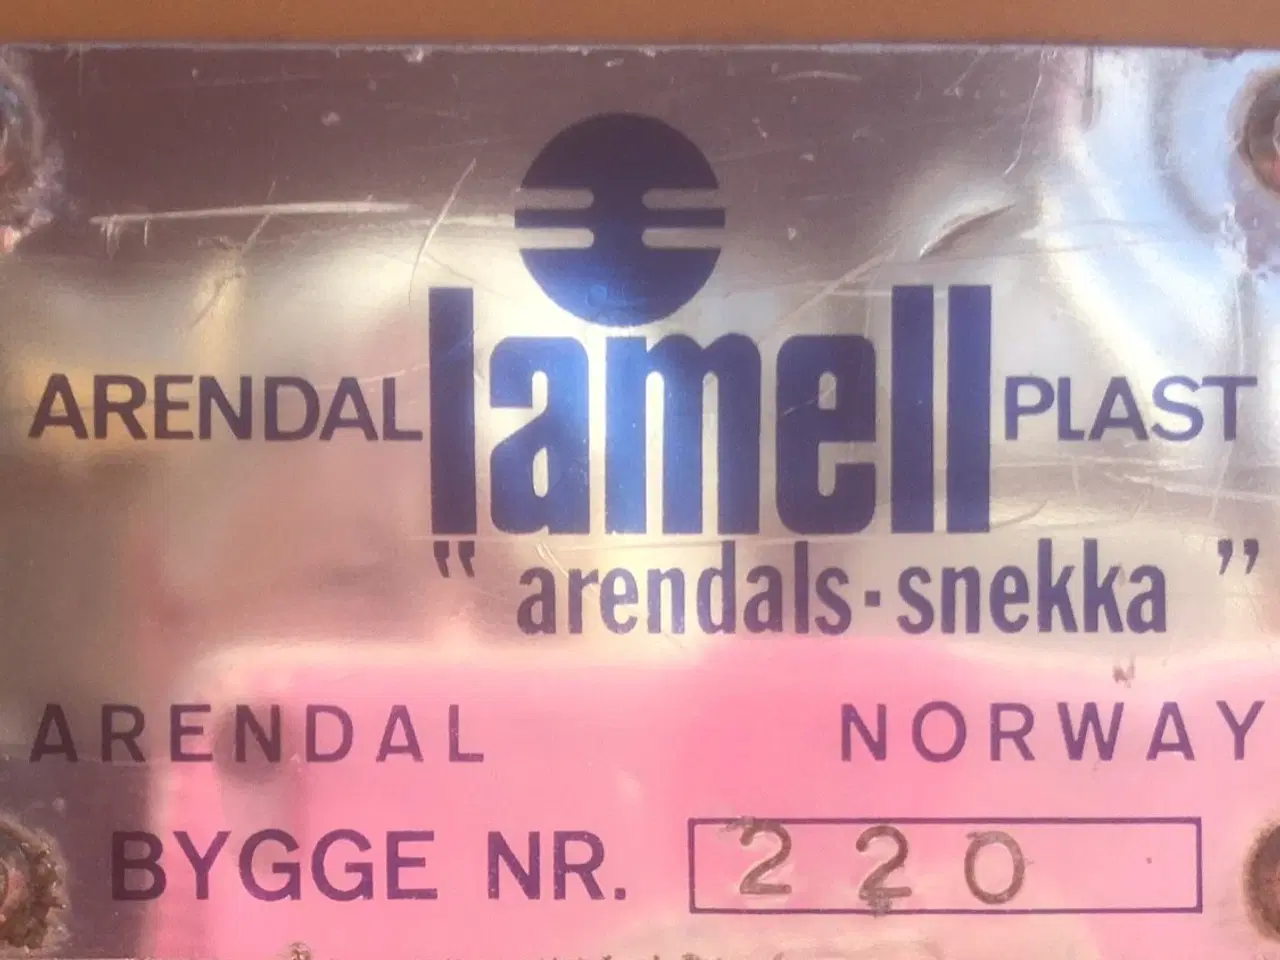 ARENDAL lamell PLAST
" arendals-snekka "
ARENDAL NORWAY
BYGGE NR. 220